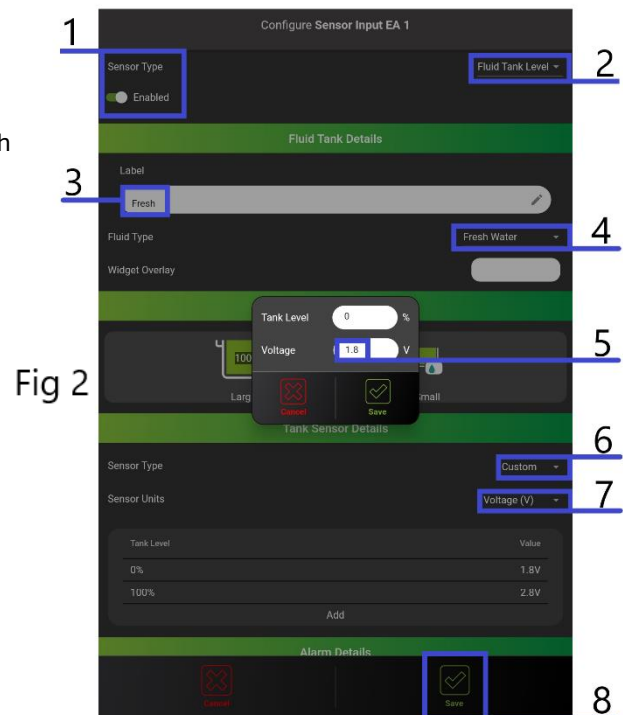 Configure Sensor Input EA 1
1
Sensor Type
Fluid Tank Level
2
Enabled
h
Fluid Tank Details
Label
3
Fresh
Fluid Type
Fresh Water
4
Widget Overlay
Tank Level 0 %
Voltage 1.8 V
5
100
Fig 2
Larg
Cancel
Save
mall
Tank Sensor Details
6
Sensor Type
Custom
Sensor Units
Voltage (V)
7
Tank Level
Value
0%
1.8V
100%
2.8V
Add
Alarm Details
Cancel
Save
8